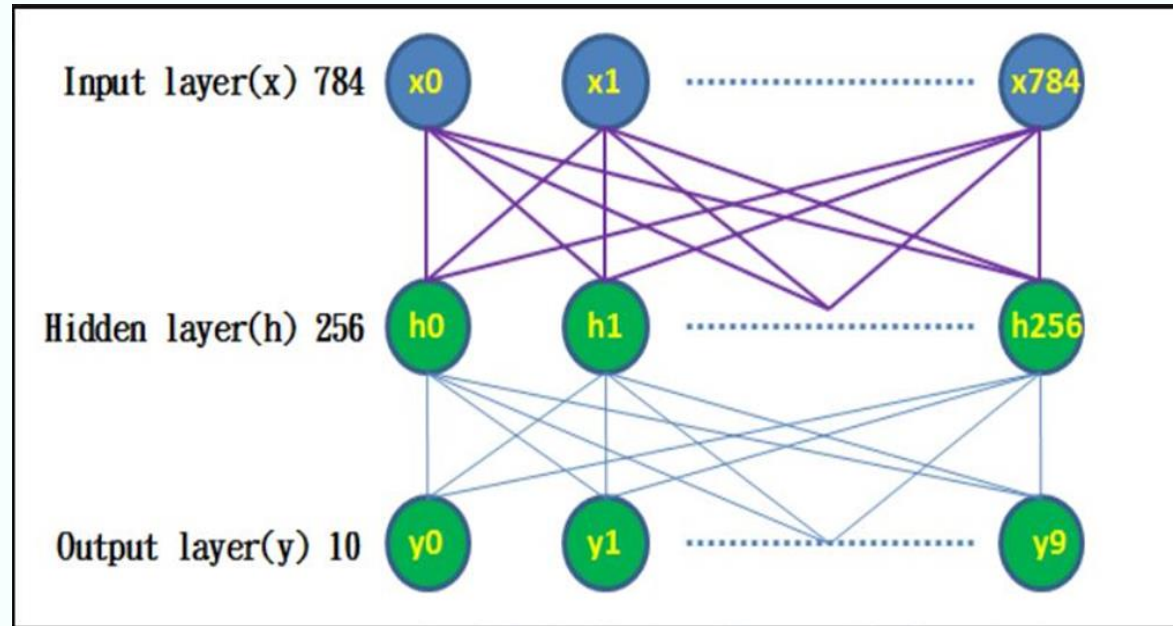 Input layer(x) 784 x0 x1 x784
Hidden layer(h) 256 h0 h1 h256
Output layer(y) 10 y0 y1 y9